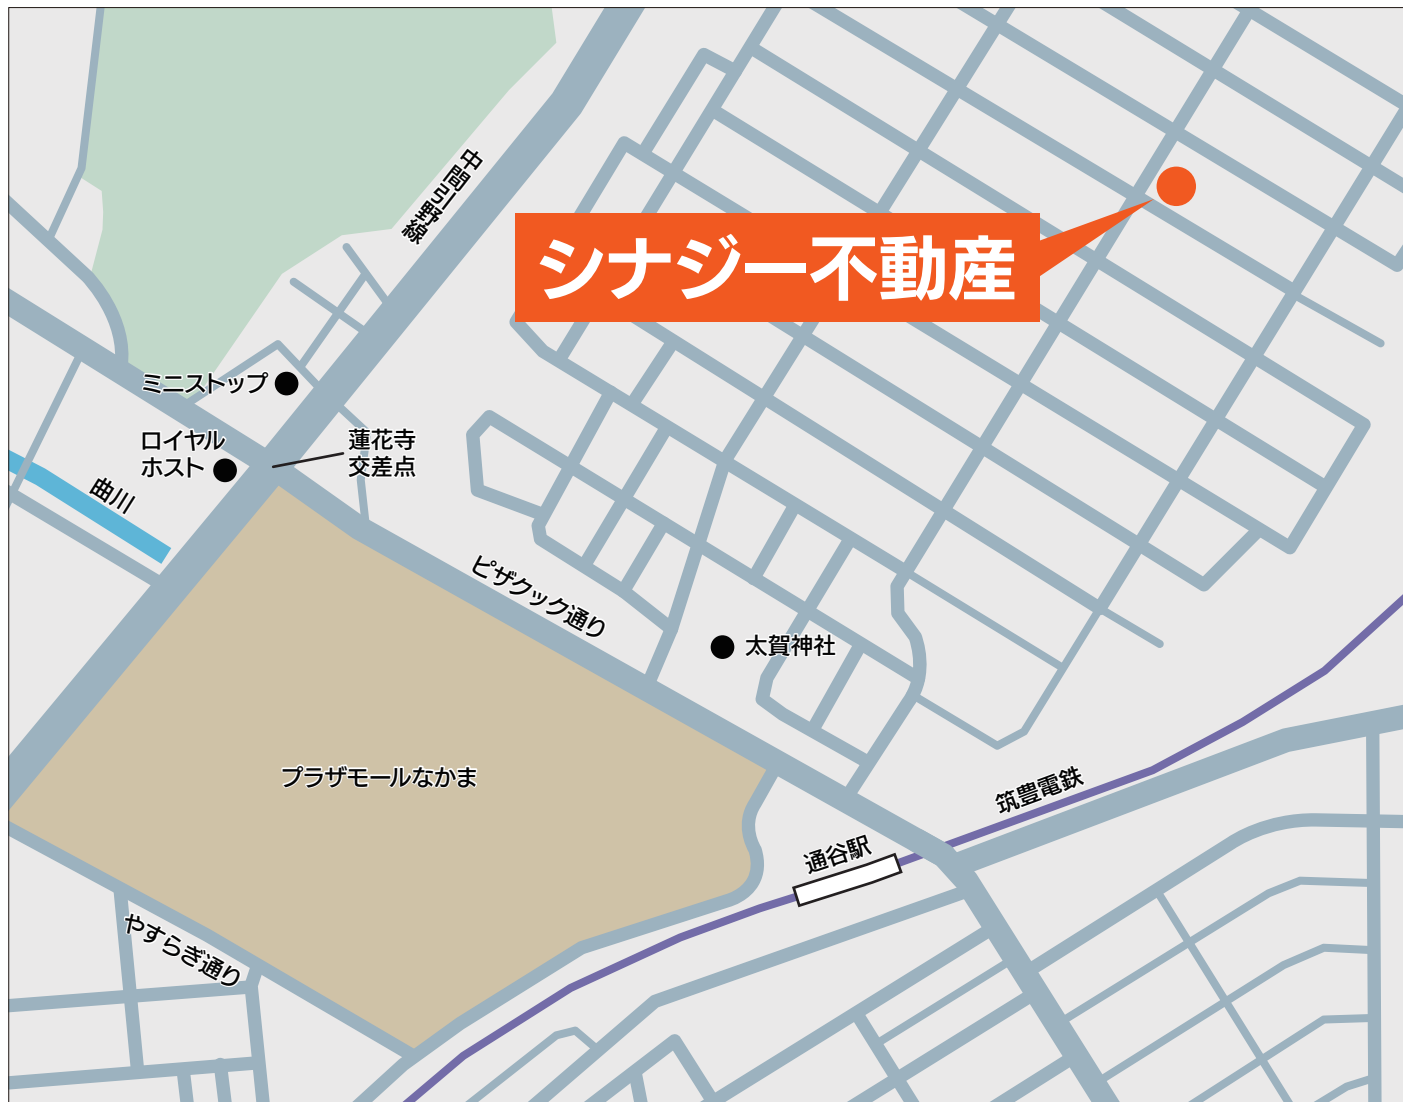 中間引野線
シナジー不動産
ミニストップ
ロイヤル
ホスト
蓮花寺
交差点
曲川
ピザクック通り
太賀神社
プラザモールなかま
筑豊電鉄
通谷駅
やすらぎ通り